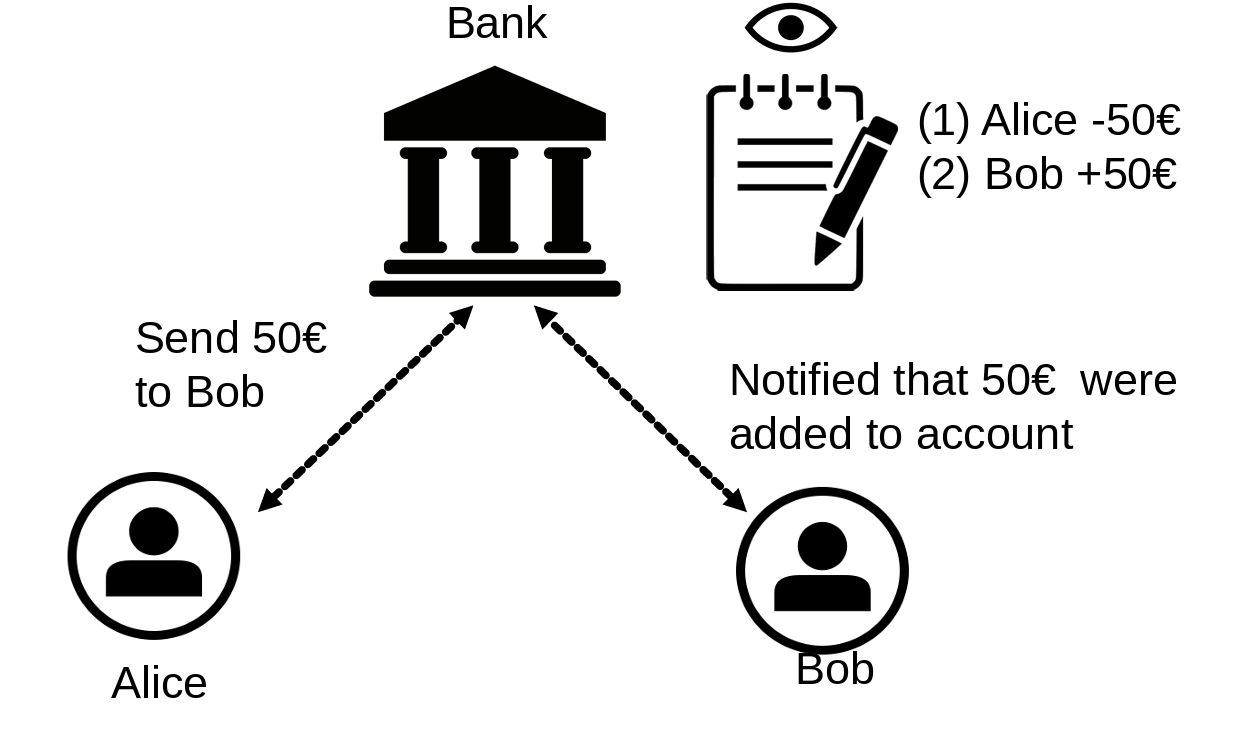 Bank
(1) Alice -50€
(2) Bob +50€
Send 50€
to Bob
Notified that 50€  were
added to account
Alice
Bob